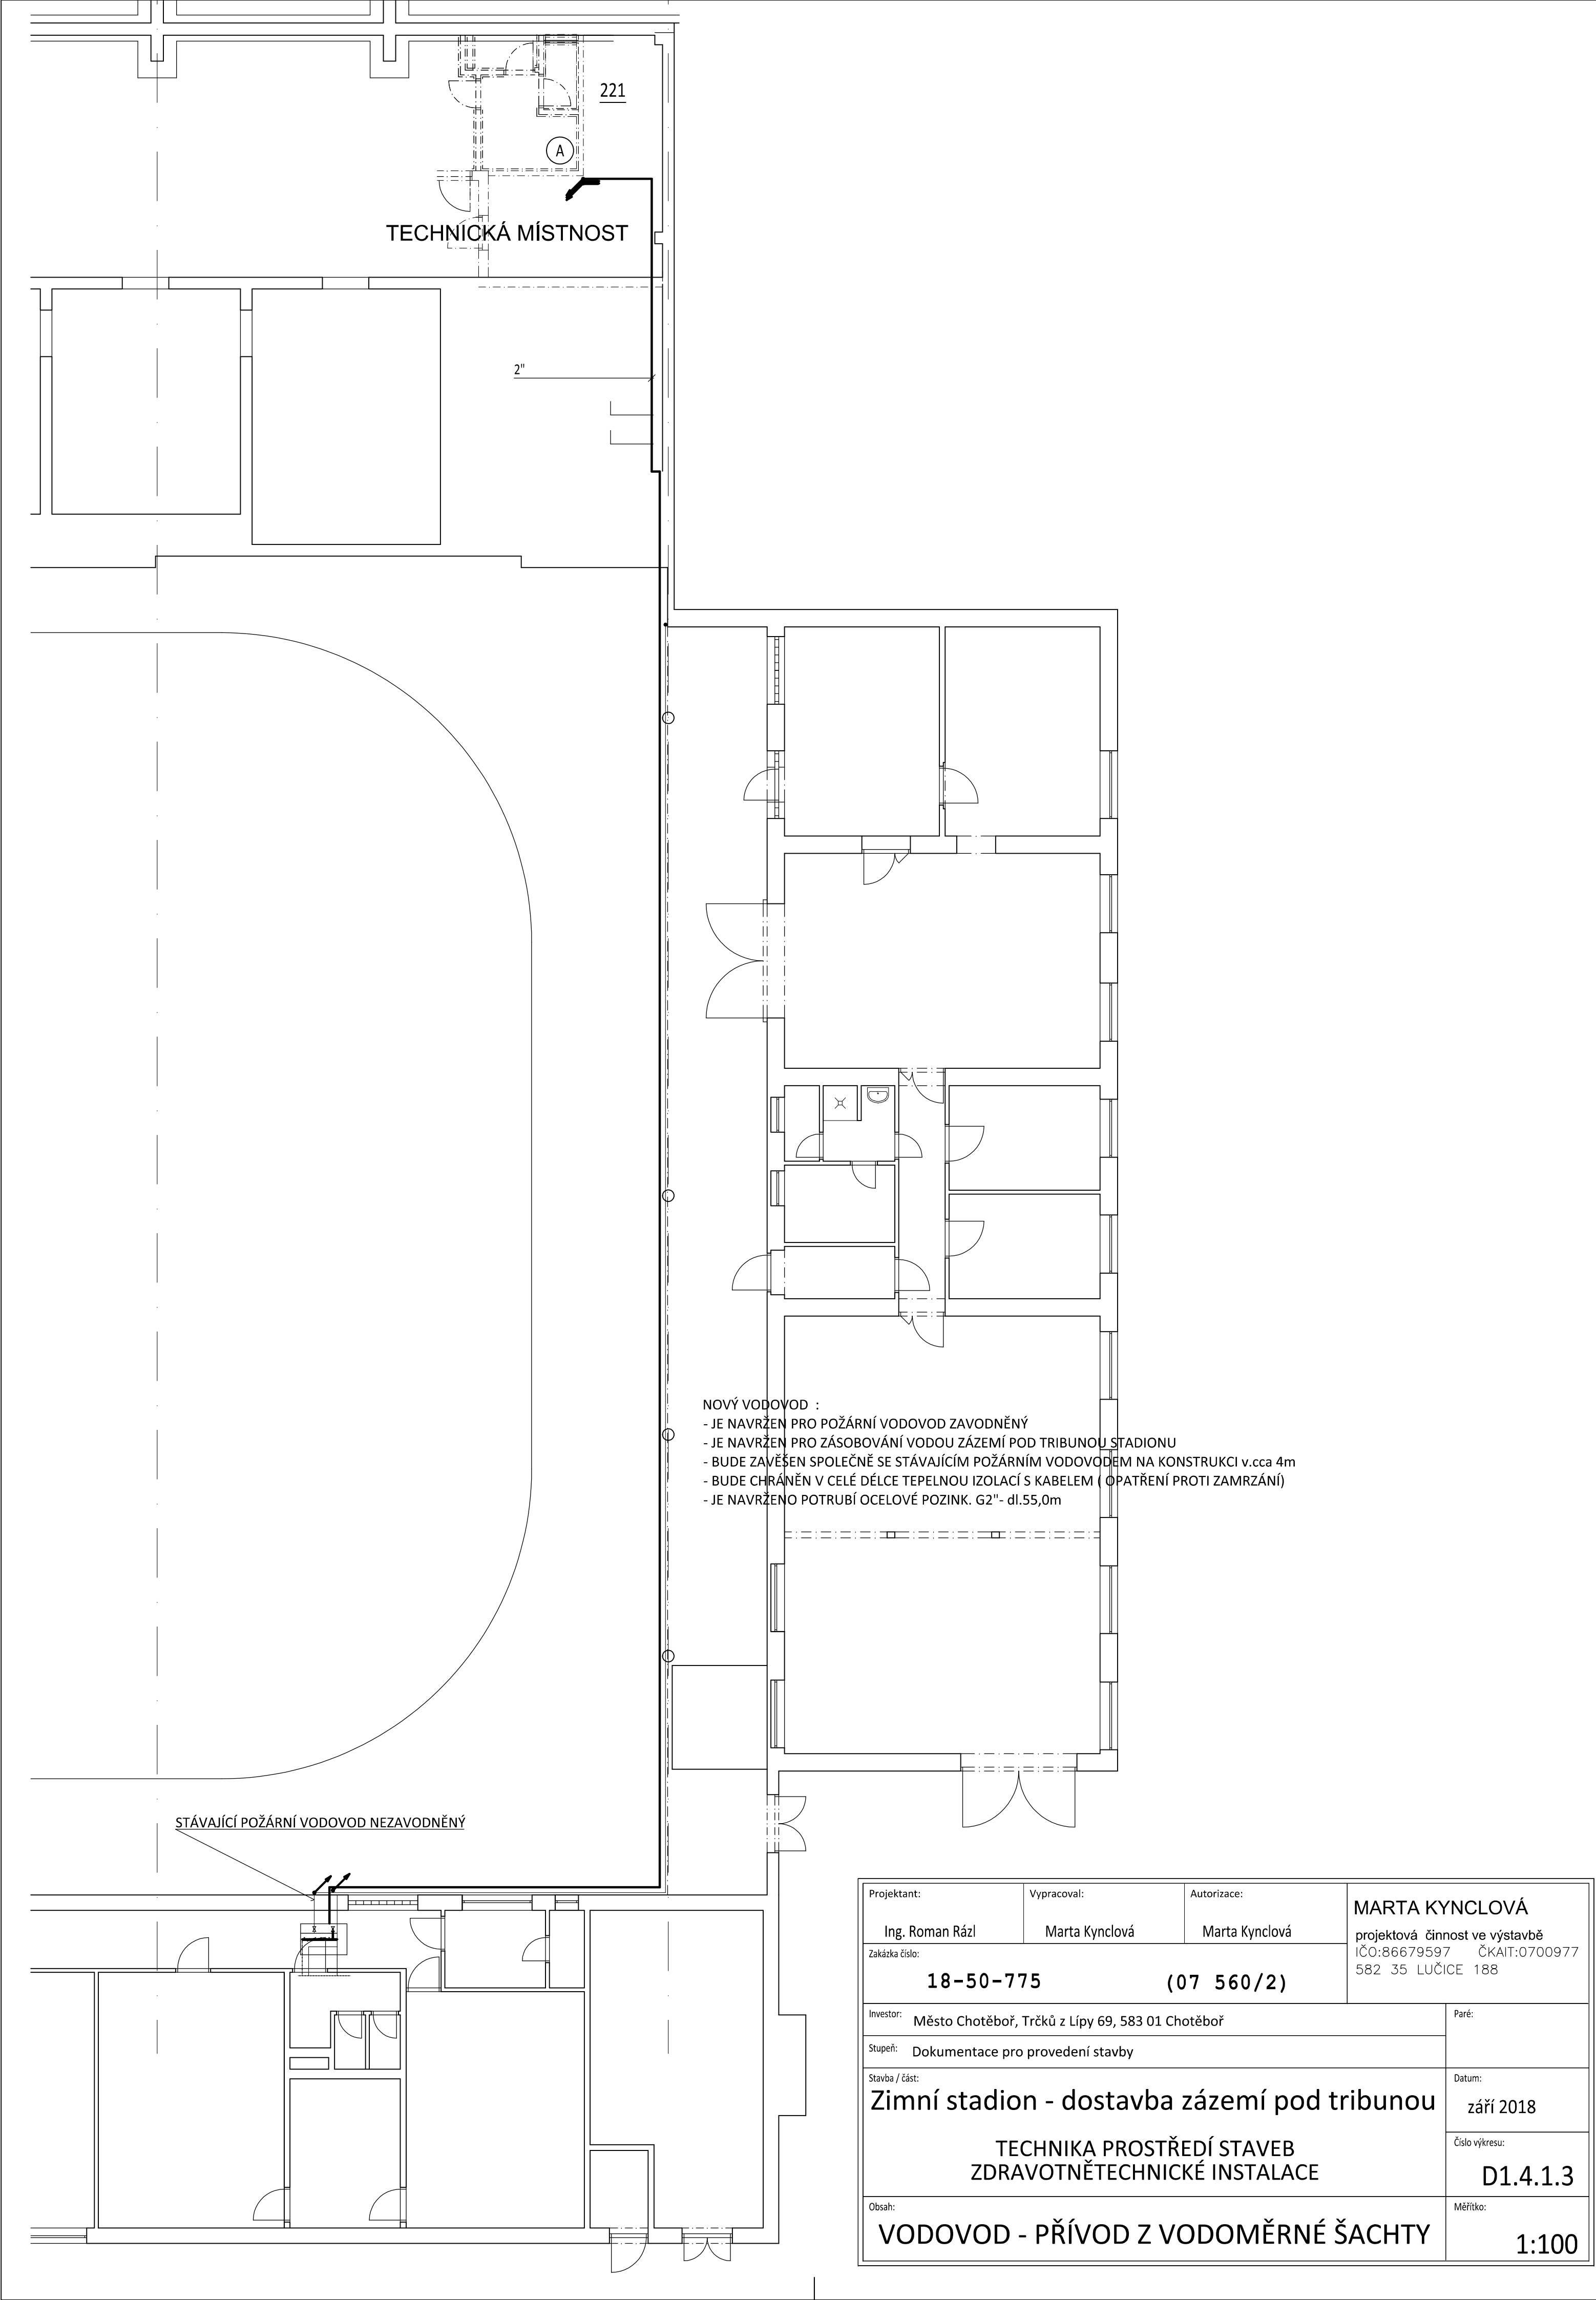 221
A
TECHNICKÁ MÍSTNOST
2"
NOVÝ VODOVOD :
- JE NAVRŽEN PRO POŽÁRNÍ VODOVOD ZAVODNĚNÝ
- JE NAVRŽEN PRO ZÁSOBOVÁNÍ VODOU ZÁZEMÍ POD TRIBUNOU STADIONU
- BUDE ZAVĚŠEN SPOLEČNĚ SE STÁVAJÍCÍM POŽÁRNÍM VODOVODEM NA KONSTRUKCI v.cca 4m
- BUDE CHRÁNĚN V CELÉ DÉLCE TEPELNOU IZOLACÍ S KABELEM ( OPATŘENÍ PROTI ZAMRZÁNÍ)
- JE NAVRŽENO POTRUBÍ OCELOVÉ POZINK. G2"- dl.55,0m
STÁVAJÍCÍ POŽÁRNÍ VODOVOD NEZAVODNĚNÝ
Projektant:
Ing. Roman Rázl
Vypracoval:
Marta Kynclová
Autorizace:
Marta Kynclová
MARTA KYNCLOVÁ
projektová činnost ve výstavbě
IČO:86679597 ČKAIT:0700977
582 35 LUČICE 188
Zakázka číslo:
18-50-775 (07 560/2)
Investor: Město Chotěboř, Trčků z Lípy 69, 583 01 Chotěboř
Paré:
Stupeň: Dokumentace pro provedení stavby
Stavba / část:
Zimní stadion - dostavba zázemí pod tribunou
TECHNIKA PROSTŘEDÍ STAVEB
ZDRAVOTNĚTECHNICKÉ INSTALACE
Datum:
září 2018
Číslo výkresu:
D1.4.1.3
Obsah:
VODOVOD - PŘÍVOD Z VODOMĚRNÉ ŠACHTY
Měřítko:
1:100